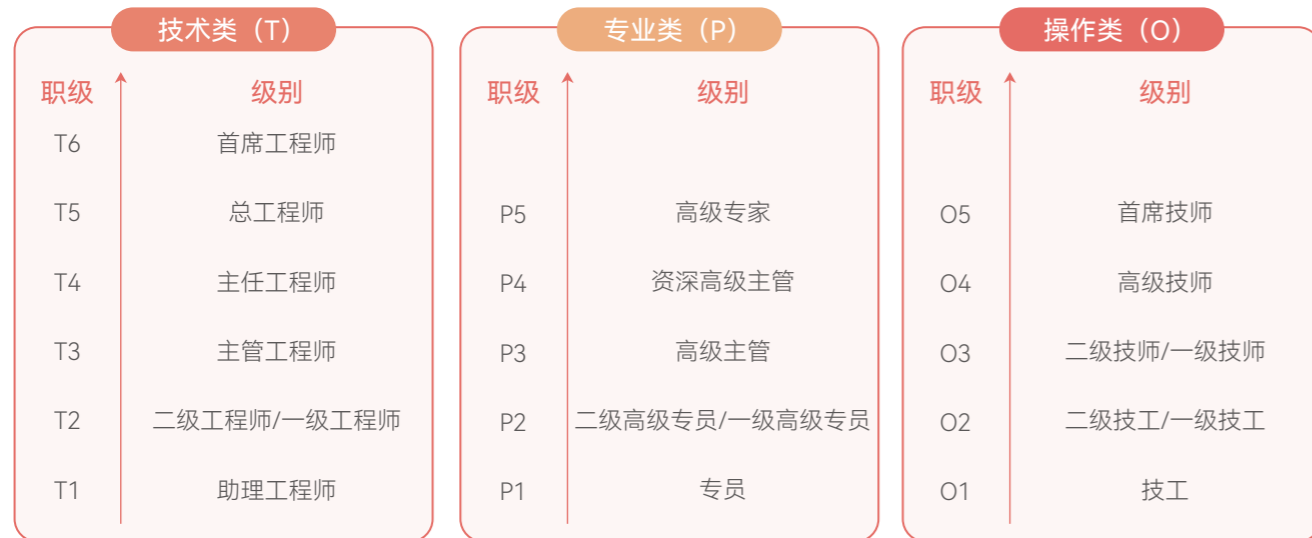 技术类（T）
职级 级别
T6 首席工程师
T5 总工程师
T4 主任工程师
T3 主管工程师
T2 二级工程师/一级工程师
T1 助理工程师
专业类（P）
职级 级别
P5 高级专家
P4 资深高级主管
P3 高级主管
P2 二级高级专员/一级高级专员
P1 专员
操作类（O）
职级 级别
O5 首席技师
O4 高级技师
O3 二级技师/一级技师
O2 二级技工/一级技工
O1 技工